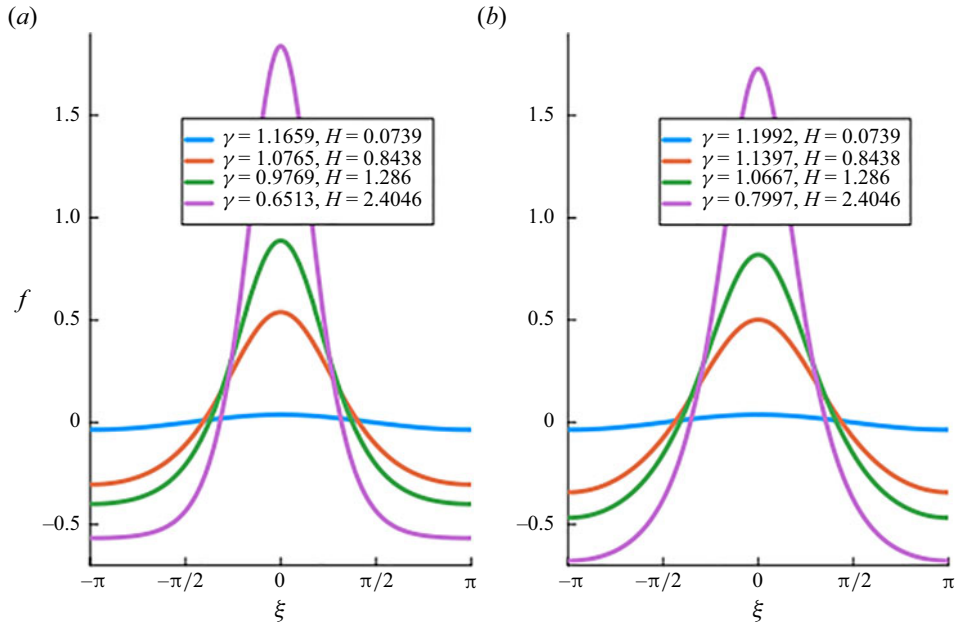 (a)
1.5
1.0
0.5
0
−0.5
f
γ = 1.1659, H = 0.0739
γ = 1.0765, H = 0.8438
γ = 0.9769, H = 1.286
γ = 0.6513, H = 2.4046
−π
−π/2
0
π/2
π
ξ
(b)
1.5
1.0
0.5
0
−0.5
γ = 1.1992, H = 0.0739
γ = 1.1397, H = 0.8438
γ = 1.0667, H = 1.286
γ = 0.7997, H = 2.4046
−π
−π/2
0
π/2
π
ξ